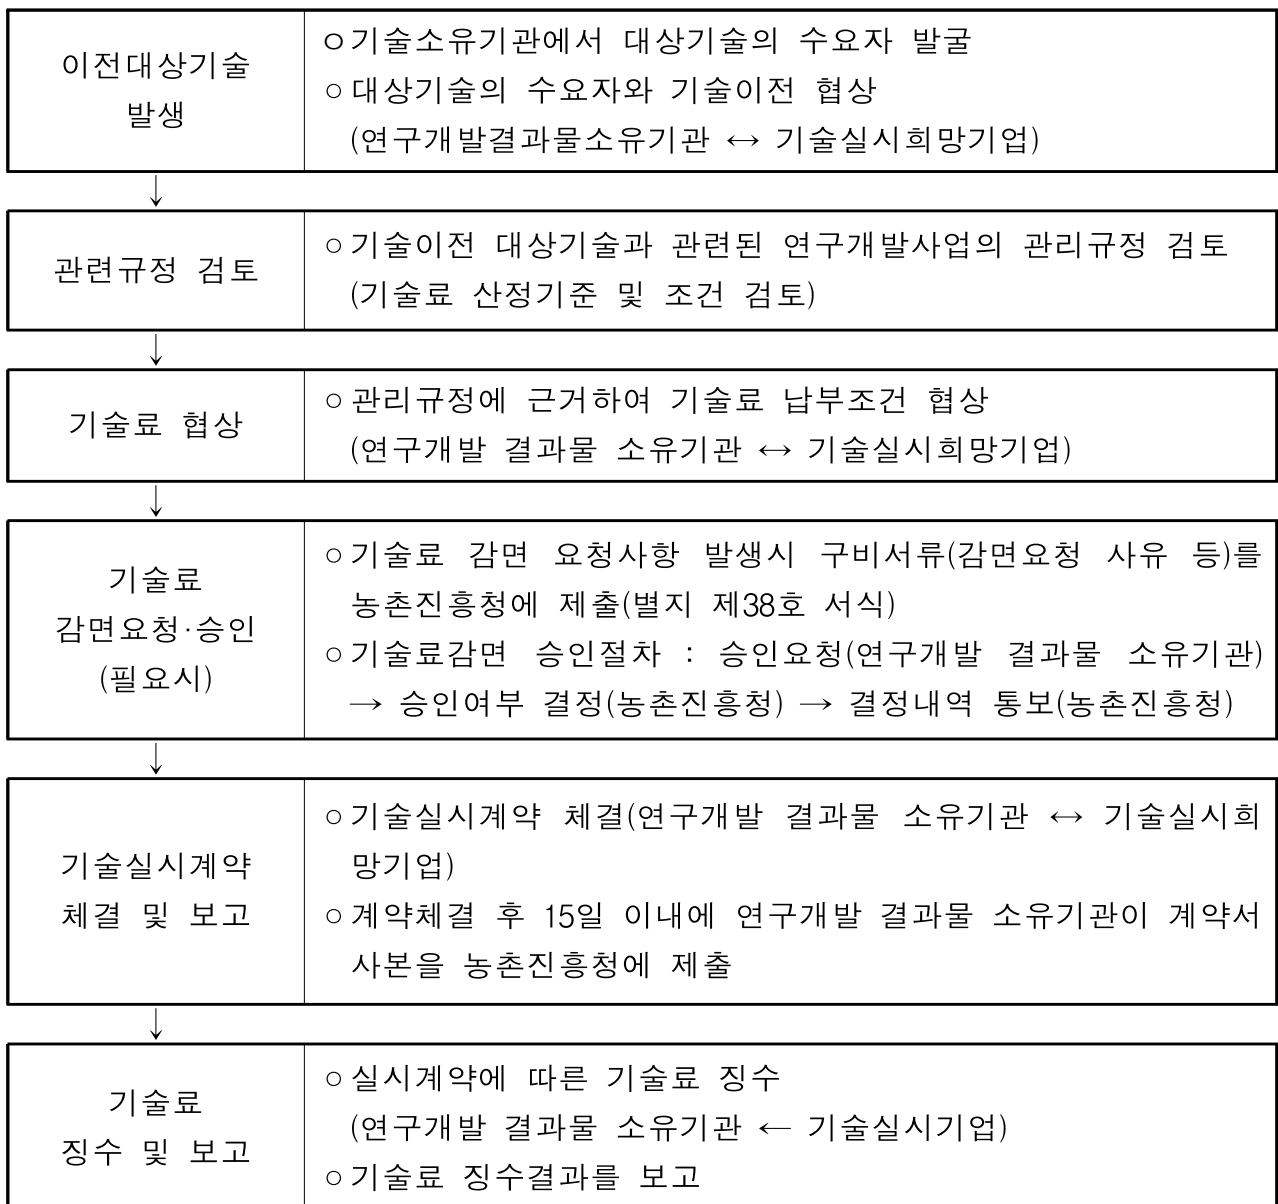 이전대상기술
발생
ㅇ기술소유기관에서 대상기술의 수요자 발굴
○ 대상기술의 수요자와 기술이전 협상
(연구개발결과물소유기관 ↔ 기술실시희망기업)
↓
관련규정 검토
○ 기술이전 대상기술과 관련된 연구개발사업의 관리규정 검토
(기술료 산정기준 및 조건 검토)
↓
기술료 협상
○ 관리규정에 근거하여 기술료 납부조건 협상
(연구개발 결과물 소유기관 ↔ 기술실시희망기업)
↓
기술료
감면요청·승인
(필요시)
○ 기술료 감면 요청사항 발생시 구비서류(감면요청 사유 등)를
농촌진흥청에 제출(별지 제38호 서식)
○ 기술료감면 승인절차 : 승인요청(연구개발 결과물 소유기관)
→ 승인여부 결정(농촌진흥청) → 결정내역 통보(농촌진흥청)
↓
기술실시계약
체결 및 보고
○ 기술실시계약 체결(연구개발 결과물 소유기관 ↔ 기술실시희
망기업)
○ 계약체결 후 15일 이내에 연구개발 결과물 소유기관이 계약서
사본을 농촌진흥청에 제출
↓
기술료
징수 및 보고
○ 실시계약에 따른 기술료 징수
(연구개발 결과물 소유기관 ← 기술실시기업)
○ 기술료 징수결과를 보고